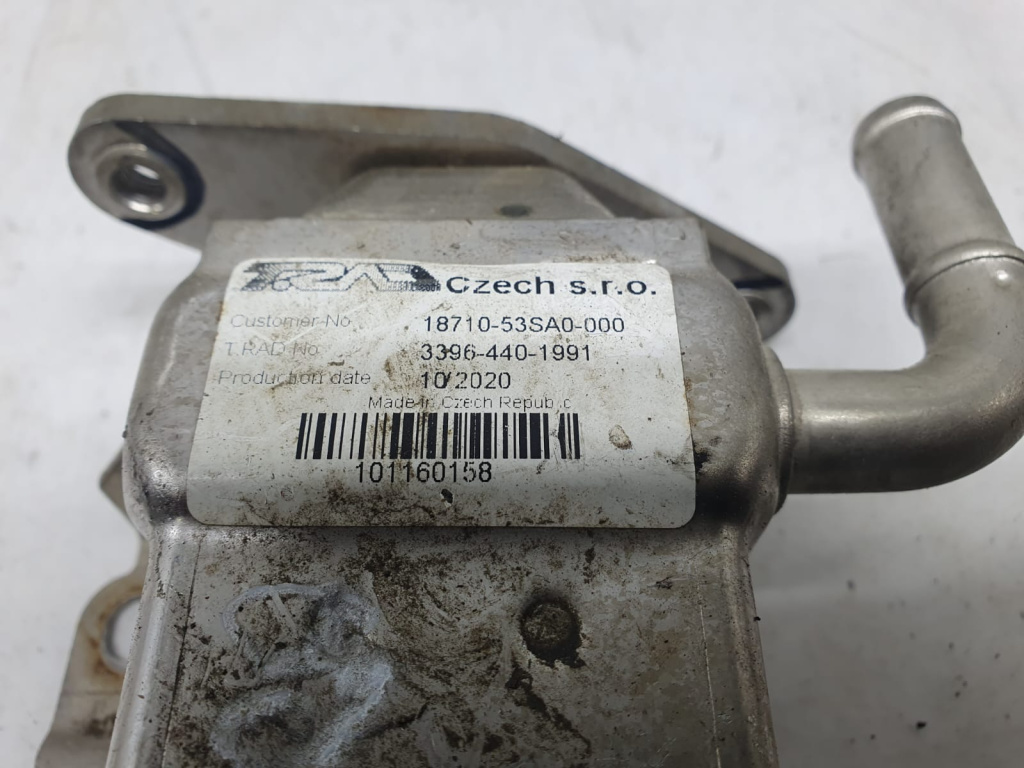 T.RAD Czech s.r.o.
Customer No 18710-53SA0-000
T.RAD No 3396-440-1991
Production date 10/2020
Made in Czech Republic
101160158